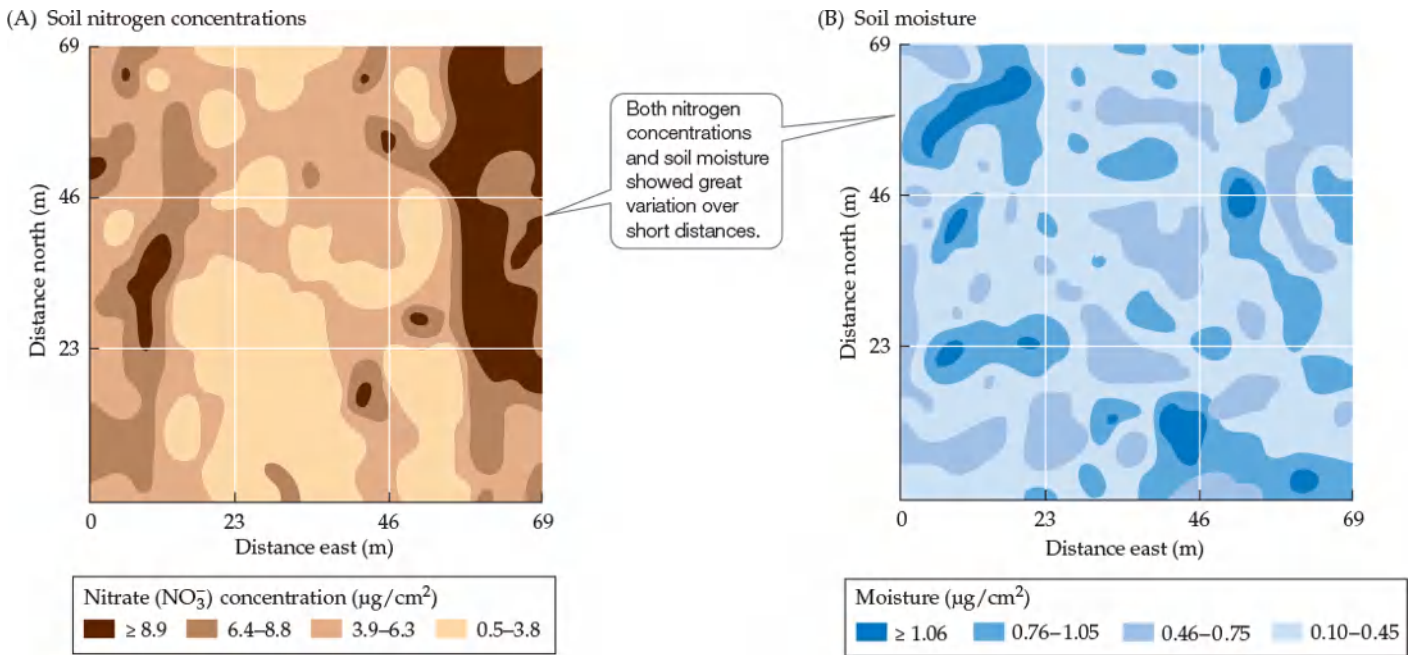 (A) Soil nitrogen concentrations
69
46
23
0
23
46
69
Distance north (m)
Distance east (m)
Nitrate (NO₃⁻) concentration (µg/cm²)
≥ 8.9 6.4–8.8 3.9–6.3 0.5–3.8
Both nitrogen
concentrations
and soil moisture
showed great
variation over
short distances.
(B) Soil moisture
69
46
23
0
23
46
69
Distance north (m)
Distance east (m)
Moisture (µg/cm²)
≥ 1.06 0.76–1.05 0.46–0.75 0.10–0.45